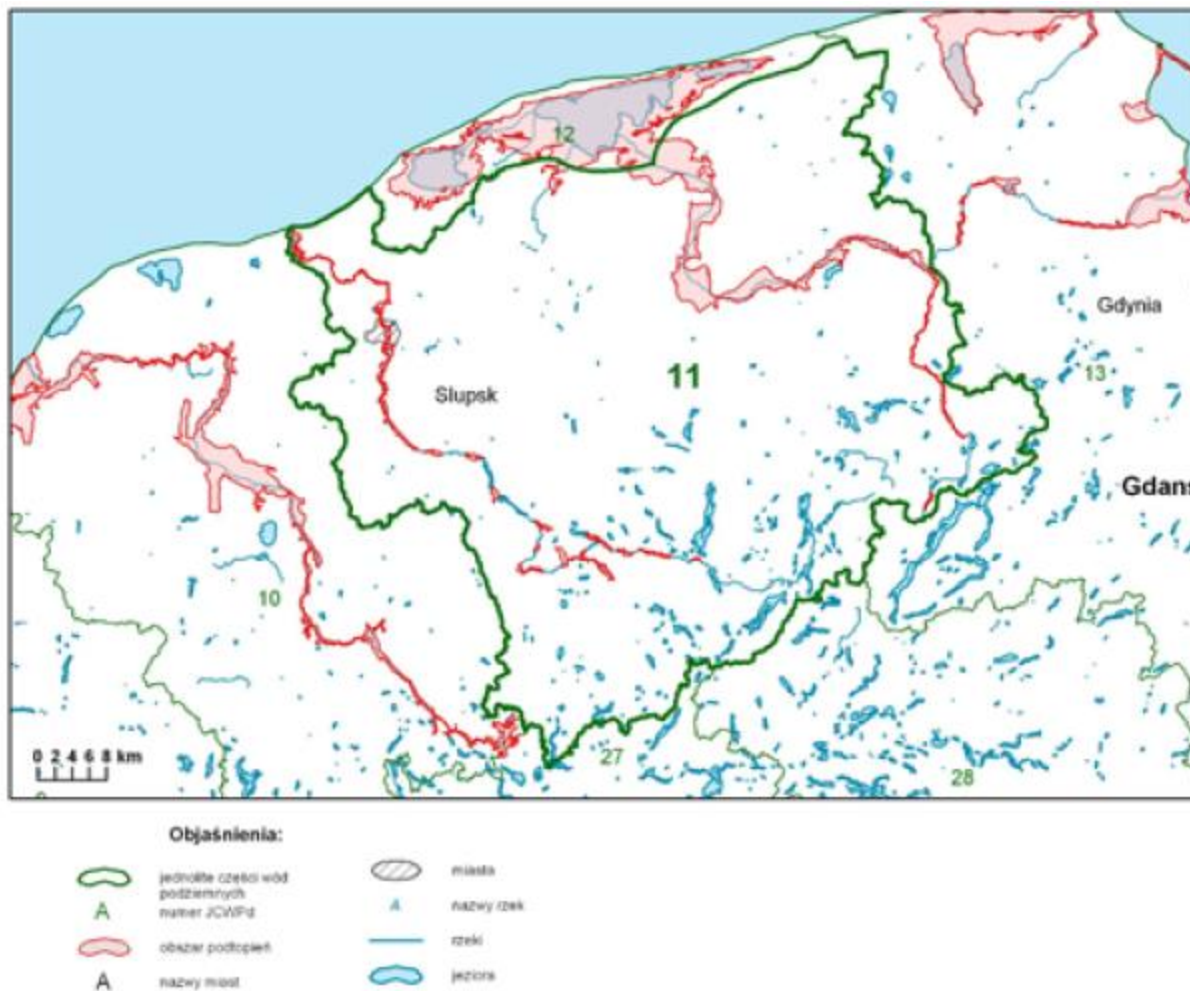 12
Gdynia
13
11
Slupsk
Gdans
10
27
28
0 2 4 6 8 km
Objaśnienia:
jednolite części wód
podziemnych
A numer JCWPd
obszar podtopień
A nazwy miast
miasta
A nazwy rzek
rzeki
jeziora